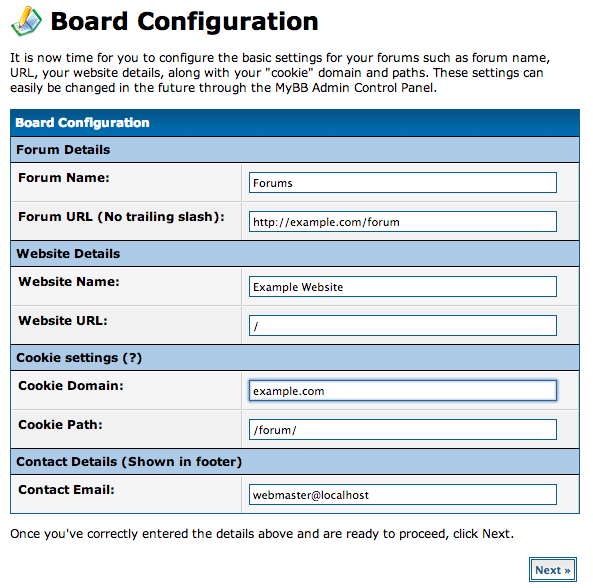 Board Configuration
It is now time for you to configure the basic settings for your forums such as forum name,
URL, your website details, along with your "cookie" domain and paths. These settings can
easily be changed in the future through the MyBB Admin Control Panel.
Board Configuration
Forum Details
Forum Name: Forums
Forum URL (No trailing slash): http://example.com/forum
Website Details
Website Name: Example Website
Website URL: /
Cookie settings (?)
Cookie Domain: example.com
Cookie Path: /forum/
Contact Details (Shown in footer)
Contact Email: webmaster@localhost
Once you've correctly entered the details above and are ready to proceed, click Next.
Next »